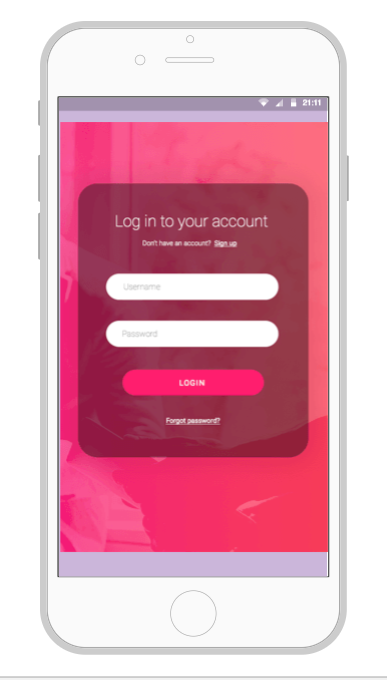 21:11
Log in to your account
Don't have an account? Sign up
Username
Password
LOGIN
Forgot password?